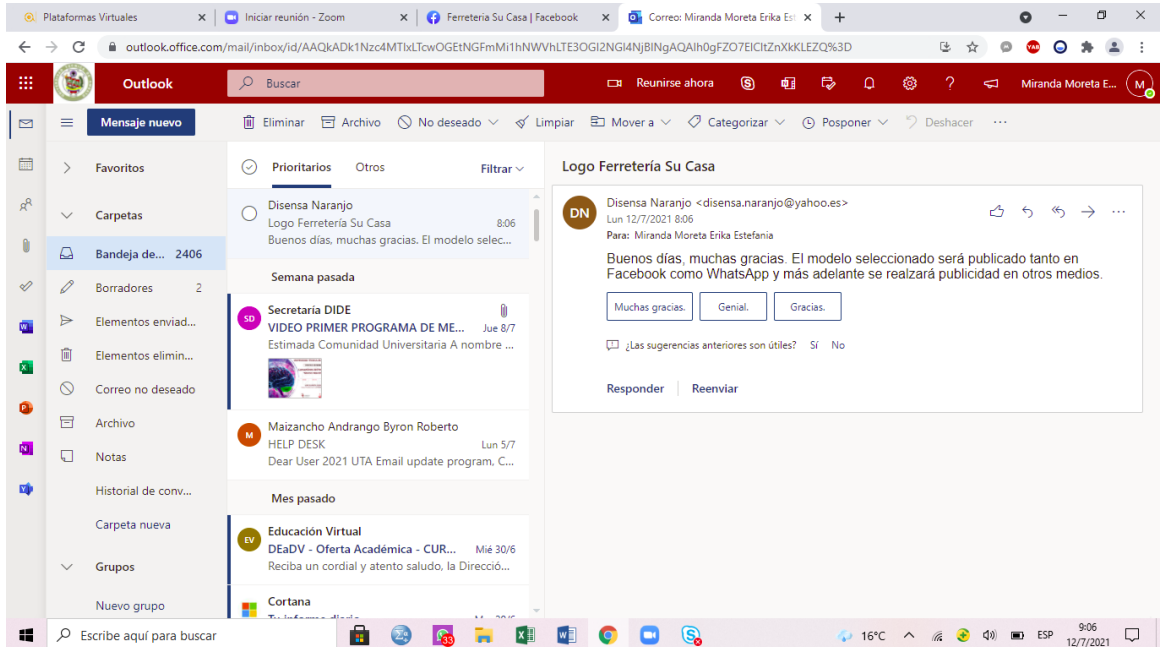 Plataformas Virtuales
Iniciar reunión - Zoom
Ferreteria Su Casa | Facebook
Correo: Miranda Moreta Erika Est
outlook.office.com/mail/inbox/id/
Outlook
Buscar
Reunirse ahora
Miranda Moreta E...
M
Mensaje nuevo
Eliminar
Archivo
No deseado
Limpiar
Mover a
Categorizar
Posponer
Deshacer
Favoritos
Carpetas
Bandeja de... 2406
Borradores 2
Elementos enviad...
Elementos elimin...
Correo no deseado
Archivo
Notas
Historial de conv...
Carpeta nueva
Grupos
Nuevo grupo
Prioritarios Otros Filtrar
Disensa Naranjo
Logo Ferretería Su Casa 8:06
Buenos días, muchas gracias. El modelo selec...
Semana pasada
SD
Secretaría DIDE
VIDEO PRIMER PROGRAMA DE ME... Jue 8/7
Estimada Comunidad Universitaria A nombre ...
M
Maizancho Andrango Byron Roberto
HELP DESK Lun 5/7
Dear User 2021 UTA Email update program, C...
Mes pasado
EV
Educación Virtual
DEaDV - Oferta Académica - CUR... Mié 30/6
Reciba un cordial y atento saludo, la Direcció...
Cortana
Logo Ferretería Su Casa
DN
Disensa Naranjo <disensa.naranjo@yahoo.es>
Lun 12/7/2021 8:06
Para: Miranda Moreta Erika Estefania
Buenos días, muchas gracias. El modelo seleccionado será publicado tanto en
Facebook como WhatsApp y más adelante se realzará publicidad en otros medios.
Muchas gracias. Genial. Gracias.
¿Las sugerencias anteriores son útiles? Sí No
Responder Reenviar
Escribe aquí para buscar
33
16°C
ESP
9:06
12/7/2021